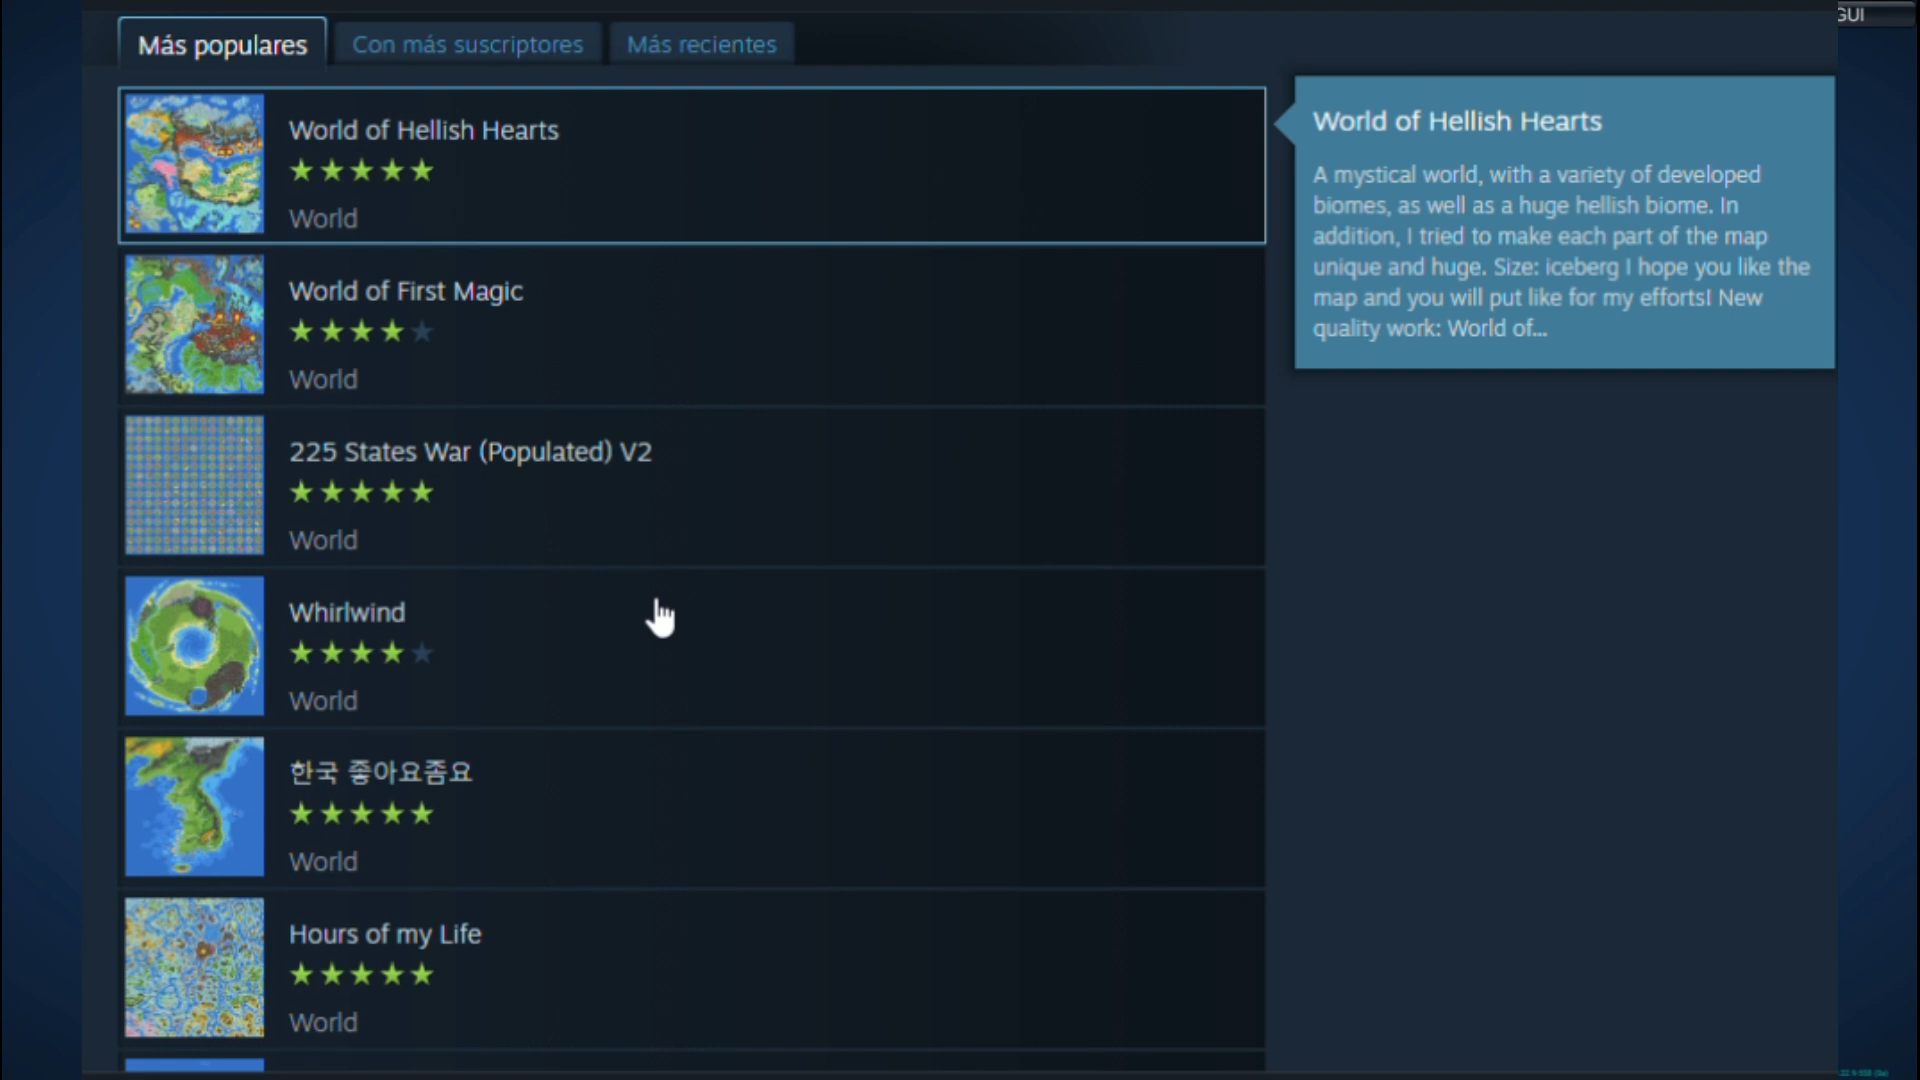 GUI
Más populares
Con más suscriptores
Más recientes
World of Hellish Hearts
World
World of First Magic
World
225 States War (Populated) V2
World
Whirlwind
World
한국 좋아요좀요
World
Hours of my Life
World
World of Hellish Hearts
A mystical world, with a variety of developed
biomes, as well as a huge hellish biome. In
addition, I tried to make each part of the map
unique and huge. Size: iceberg I hope you like the
map and you will put like for my efforts! New
quality work: World of...